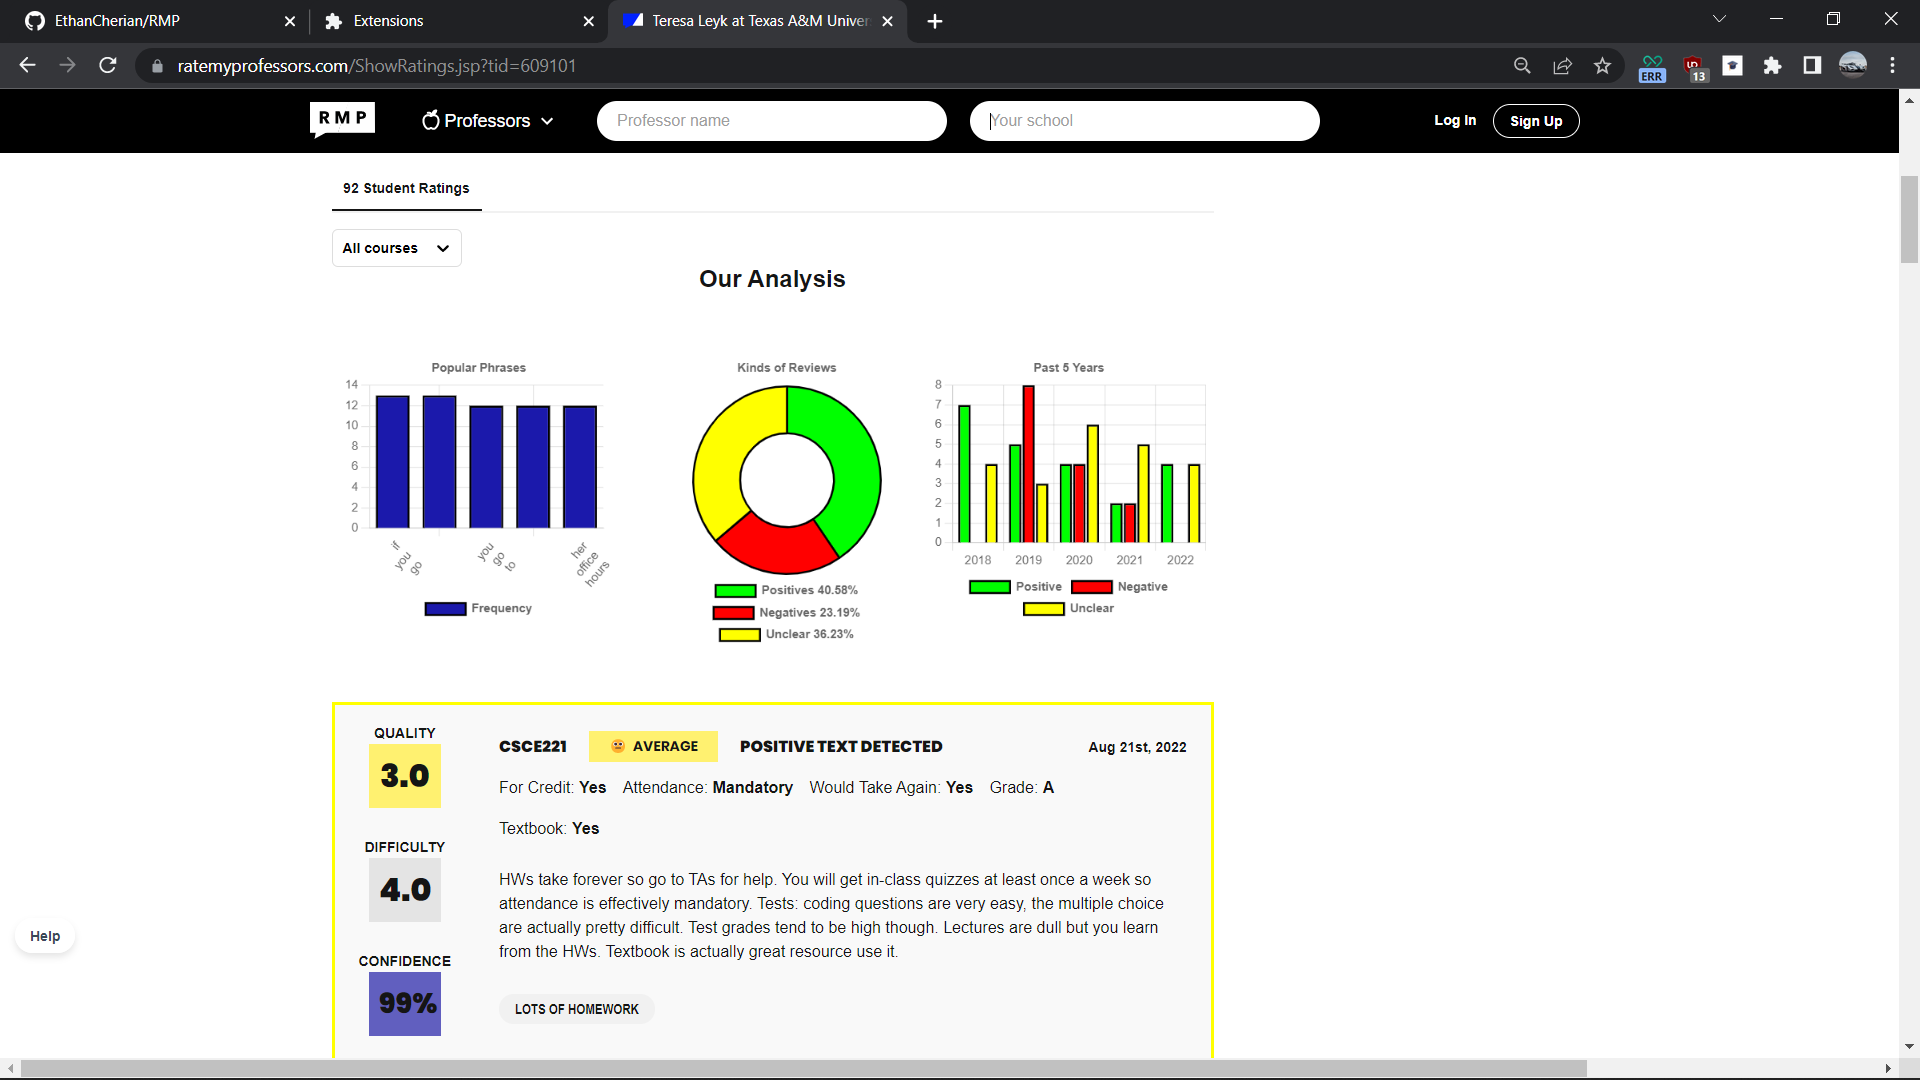 EthanCherian/RMP
Extensions
Teresa Leyk at Texas A&M Univer
ratemyprofessors.com/ShowRatings.jsp?tid=609101
ERR
13
RMP
Professors
Professor name
Your school
Log In
Sign Up
92 Student Ratings
All courses
Our Analysis
Popular Phrases
14
12
10
8
6
4
2
0
if you go
you go to
her office hours
Frequency
Kinds of Reviews
Positives 40.58%
Negatives 23.19%
Unclear 36.23%
Past 5 Years
8
7
6
5
4
3
2
1
0
2018 2019 2020 2021 2022
Positive Negative
Unclear
QUALITY
3.0
DIFFICULTY
4.0
CONFIDENCE
99%
CSCE221 AVERAGE POSITIVE TEXT DETECTED Aug 21st, 2022
For Credit: Yes Attendance: Mandatory Would Take Again: Yes Grade: A
Textbook: Yes
HWs take forever so go to TAs for help. You will get in-class quizzes at least once a week so
attendance is effectively mandatory. Tests: coding questions are very easy, the multiple choice
are actually pretty difficult. Test grades tend to be high though. Lectures are dull but you learn
from the HWs. Textbook is actually great resource use it.
LOTS OF HOMEWORK
Help